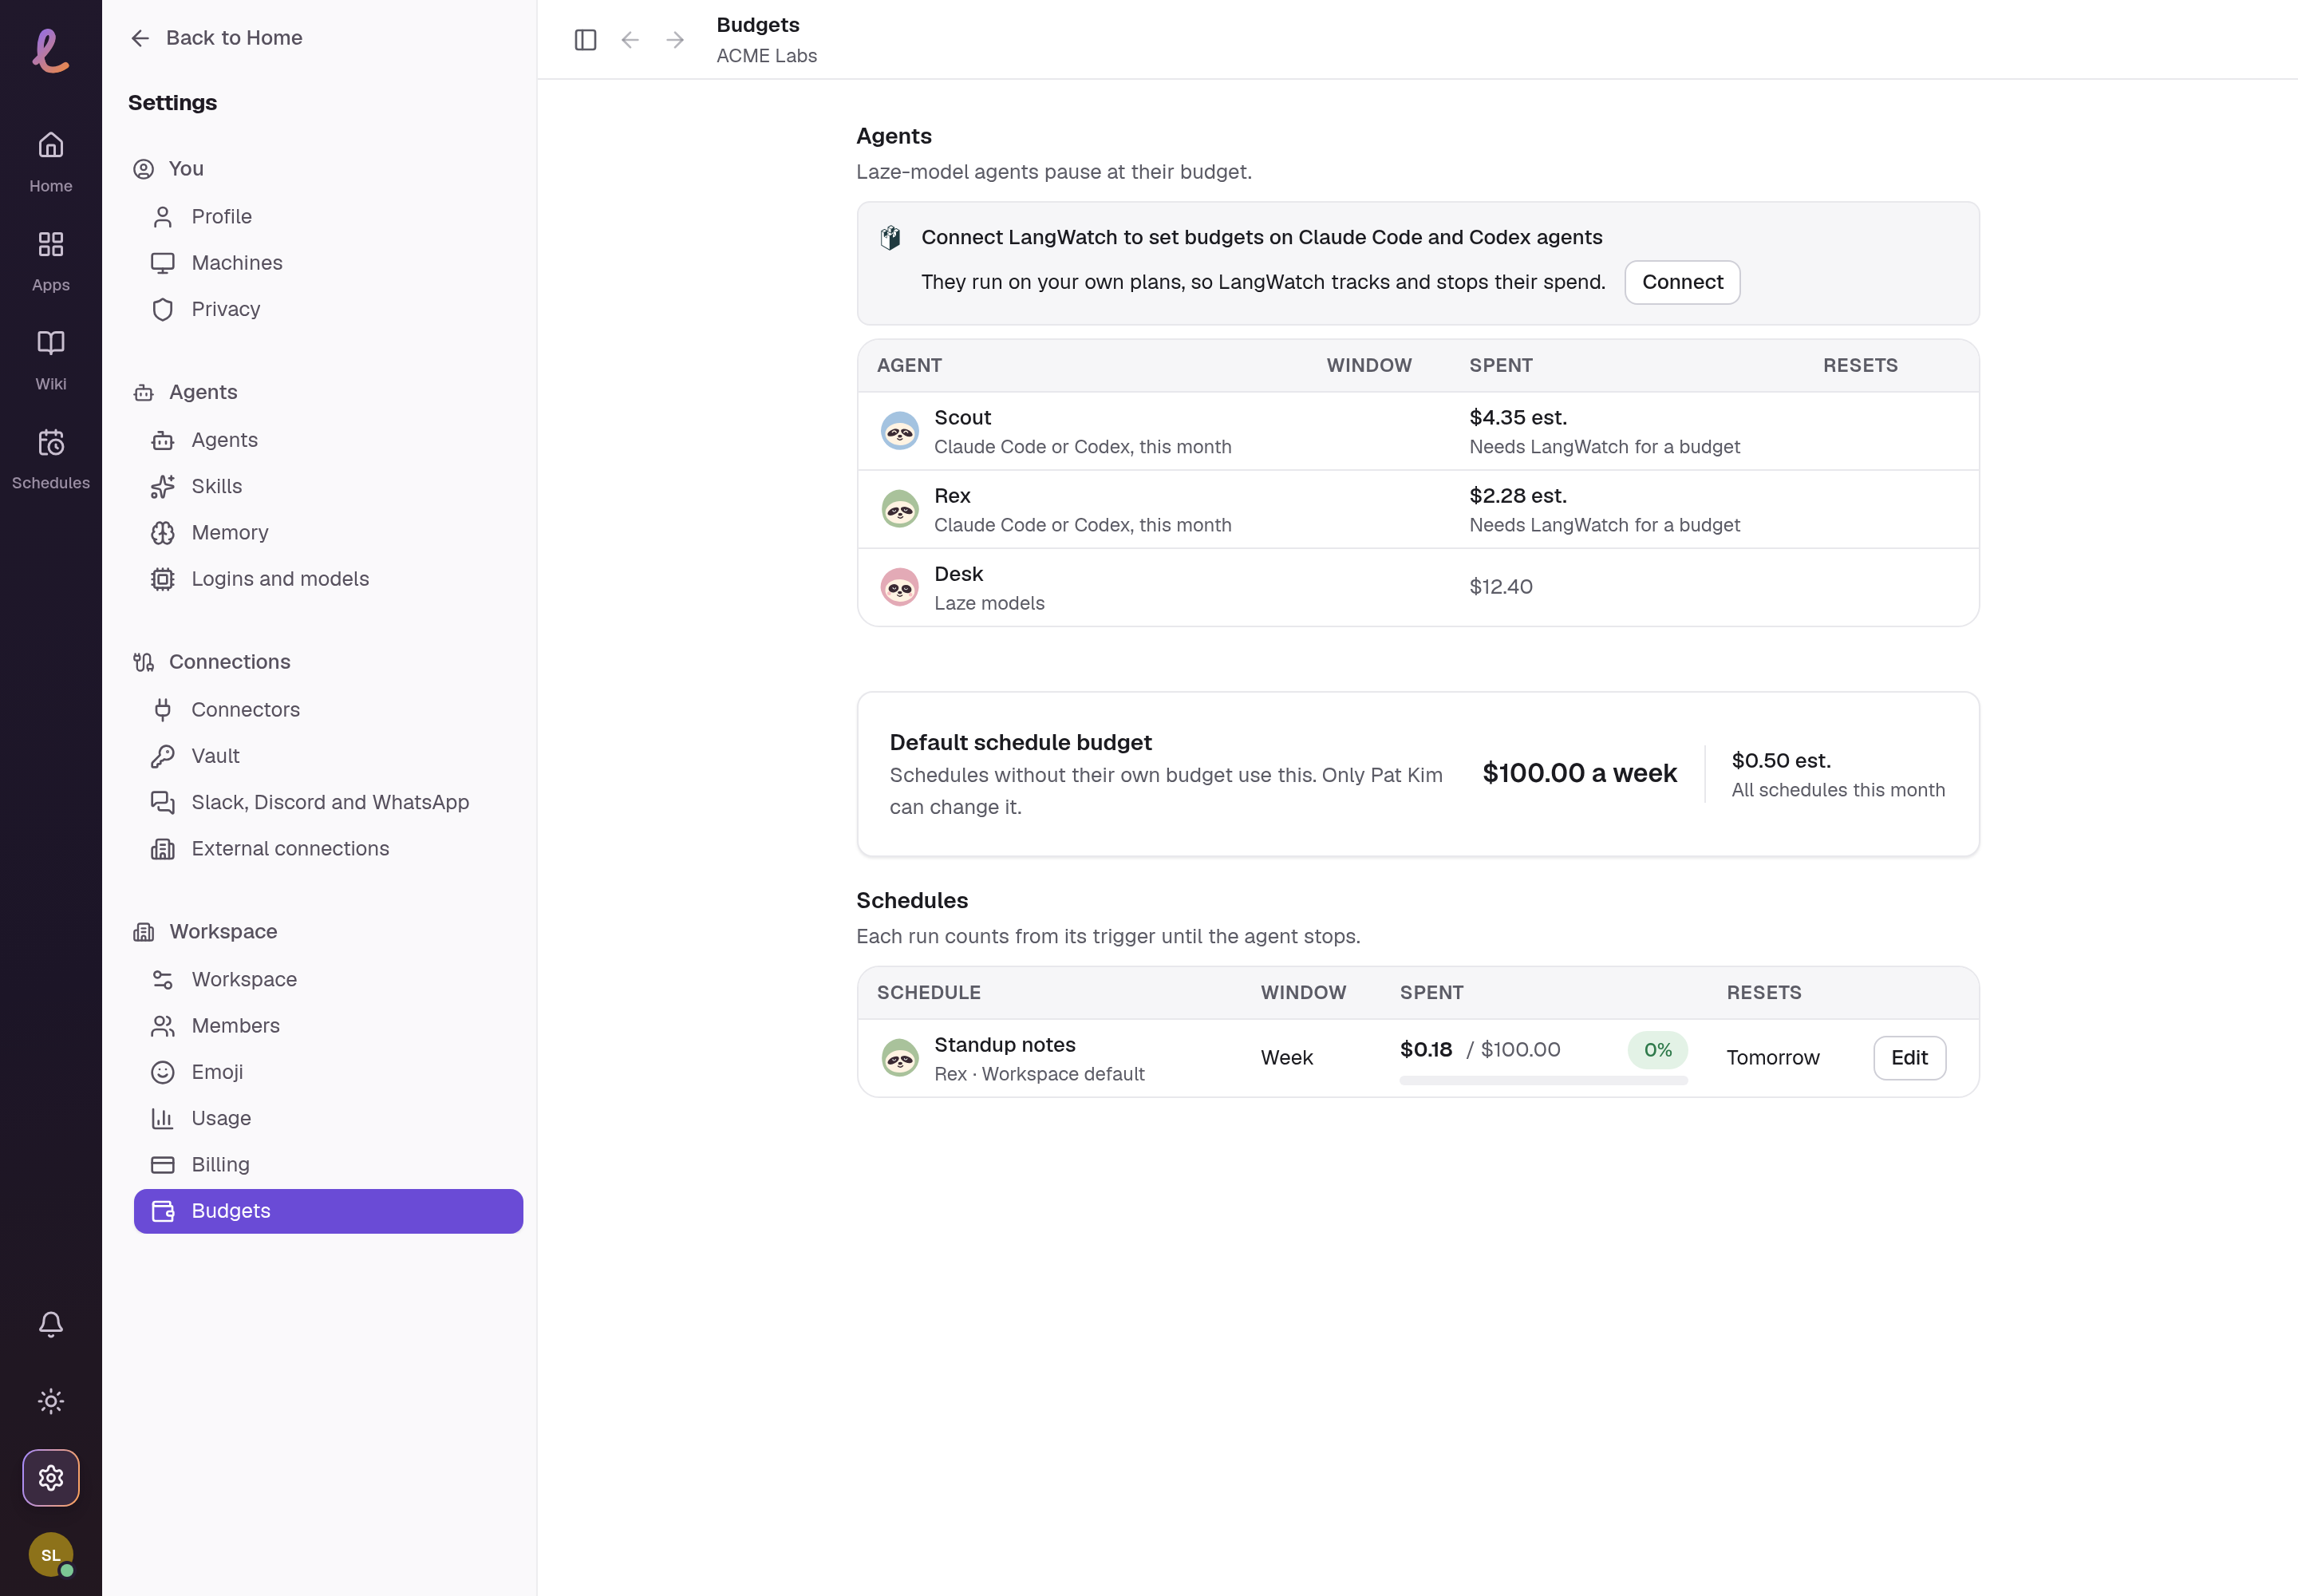 Back to Home
Settings
You
Profile
Machines
Privacy
Agents
Agents
Skills
Memory
Logins and models
Connections
Connectors
Vault
Slack, Discord and WhatsApp
External connections
Workspace
Workspace
Members
Emoji
Usage
Billing
Budgets
Home
Apps
Wiki
Schedules
SL
Budgets
ACME Labs
Agents
Laze-model agents pause at their budget.
Connect LangWatch to set budgets on Claude Code and Codex agents
They run on your own plans, so LangWatch tracks and stops their spend. Connect
AGENT WINDOW SPENT RESETS
Scout $4.35 est.
Claude Code or Codex, this month Needs LangWatch for a budget
Rex $2.28 est.
Claude Code or Codex, this month Needs LangWatch for a budget
Desk
Laze models $12.40
Default schedule budget
Schedules without their own budget use this. Only Pat Kim
can change it.
$100.00 a week
$0.50 est.
All schedules this month
Schedules
Each run counts from its trigger until the agent stops.
SCHEDULE WINDOW SPENT RESETS
Standup notes
Rex · Workspace default
Week $0.18 / $100.00 0% Tomorrow Edit